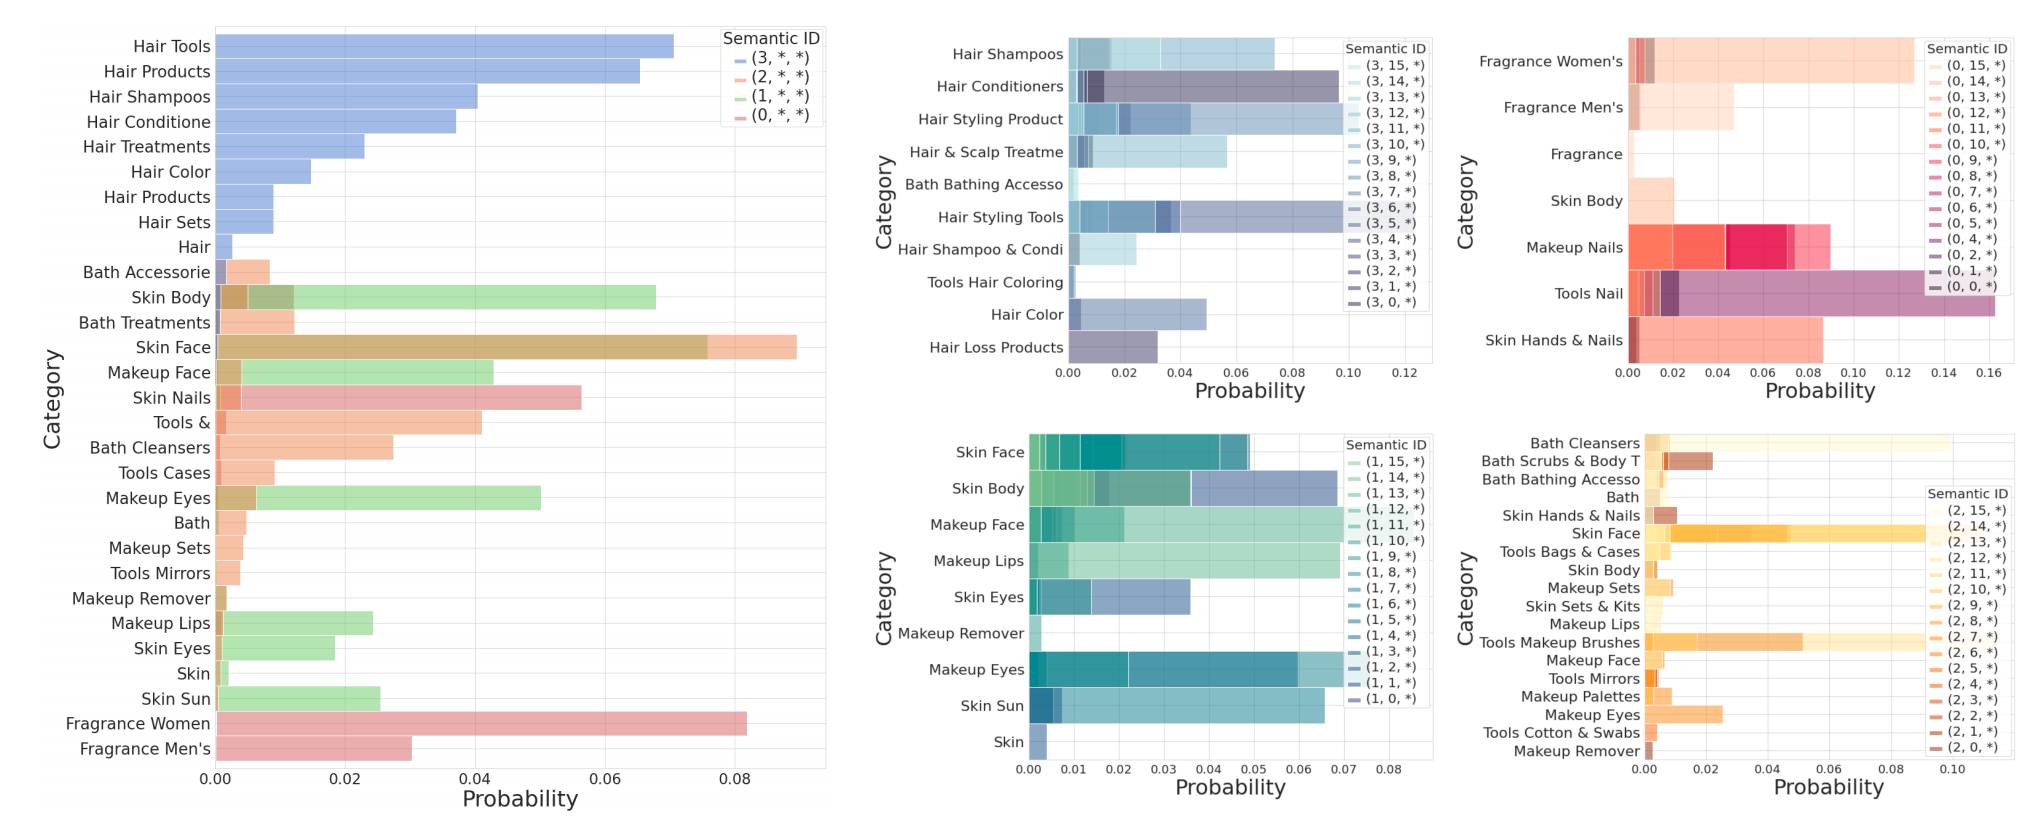 Semantic ID
(3, *, *)
(2, *, *)
(1, *, *)
(0, *, *)
Hair Tools
Hair Products
Hair Shampoos
Hair Conditione
Hair Treatments
Hair Color
Hair Products
Hair Sets
Hair
Bath Accessorie
Skin Body
Bath Treatments
Skin Face
Makeup Face
Skin Nails
Tools &
Bath Cleansers
Tools Cases
Makeup Eyes
Bath
Makeup Sets
Tools Mirrors
Makeup Remover
Makeup Lips
Skin Eyes
Skin
Skin Sun
Fragrance Women
Fragrance Men's
Category
0.00 0.02 0.04 0.06 0.08
Probability
Semantic ID
(3, 15, *)
(3, 14, *)
(3, 13, *)
(3, 12, *)
(3, 11, *)
(3, 10, *)
(3, 9, *)
(3, 8, *)
(3, 7, *)
(3, 6, *)
(3, 5, *)
(3, 4, *)
(3, 3, *)
(3, 2, *)
(3, 1, *)
(3, 0, *)
Hair Shampoos
Hair Conditioners
Hair Styling Product
Hair & Scalp Treatme
Bath Bathing Accesso
Hair Styling Tools
Hair Shampoo & Condi
Tools Hair Coloring
Hair Color
Hair Loss Products
Category
0.00 0.02 0.04 0.06 0.08 0.10 0.12
Probability
Semantic ID
(0, 15, *)
(0, 14, *)
(0, 13, *)
(0, 12, *)
(0, 11, *)
(0, 10, *)
(0, 9, *)
(0, 8, *)
(0, 7, *)
(0, 6, *)
(0, 5, *)
(0, 4, *)
(0, 2, *)
(0, 1, *)
(0, 0, *)
Fragrance Women's
Fragrance Men's
Fragrance
Skin Body
Makeup Nails
Tools Nail
Skin Hands & Nails
Category
0.00 0.02 0.04 0.06 0.08 0.10 0.12 0.14 0.16
Probability
Semantic ID
(1, 15, *)
(1, 14, *)
(1, 13, *)
(1, 12, *)
(1, 11, *)
(1, 10, *)
(1, 9, *)
(1, 8, *)
(1, 7, *)
(1, 6, *)
(1, 5, *)
(1, 4, *)
(1, 3, *)
(1, 2, *)
(1, 1, *)
(1, 0, *)
Skin Face
Skin Body
Makeup Face
Makeup Lips
Skin Eyes
Makeup Remover
Makeup Eyes
Skin Sun
Skin
Category
0.00 0.01 0.02 0.03 0.04 0.05 0.06 0.07 0.08
Probability
Semantic ID
(2, 15, *)
(2, 14, *)
(2, 13, *)
(2, 12, *)
(2, 11, *)
(2, 10, *)
(2, 9, *)
(2, 8, *)
(2, 7, *)
(2, 6, *)
(2, 5, *)
(2, 4, *)
(2, 3, *)
(2, 2, *)
(2, 1, *)
(2, 0, *)
Bath Cleansers
Bath Scrubs & Body T
Bath Bathing Accesso
Bath
Skin Hands & Nails
Skin Face
Tools Bags & Cases
Skin Body
Makeup Sets
Skin Sets & Kits
Makeup Lips
Tools Makeup Brushes
Makeup Face
Tools Mirrors
Makeup Palettes
Makeup Eyes
Tools Cotton & Swabs
Makeup Remover
Category
0.00 0.02 0.04 0.06 0.08 0.10
Probability